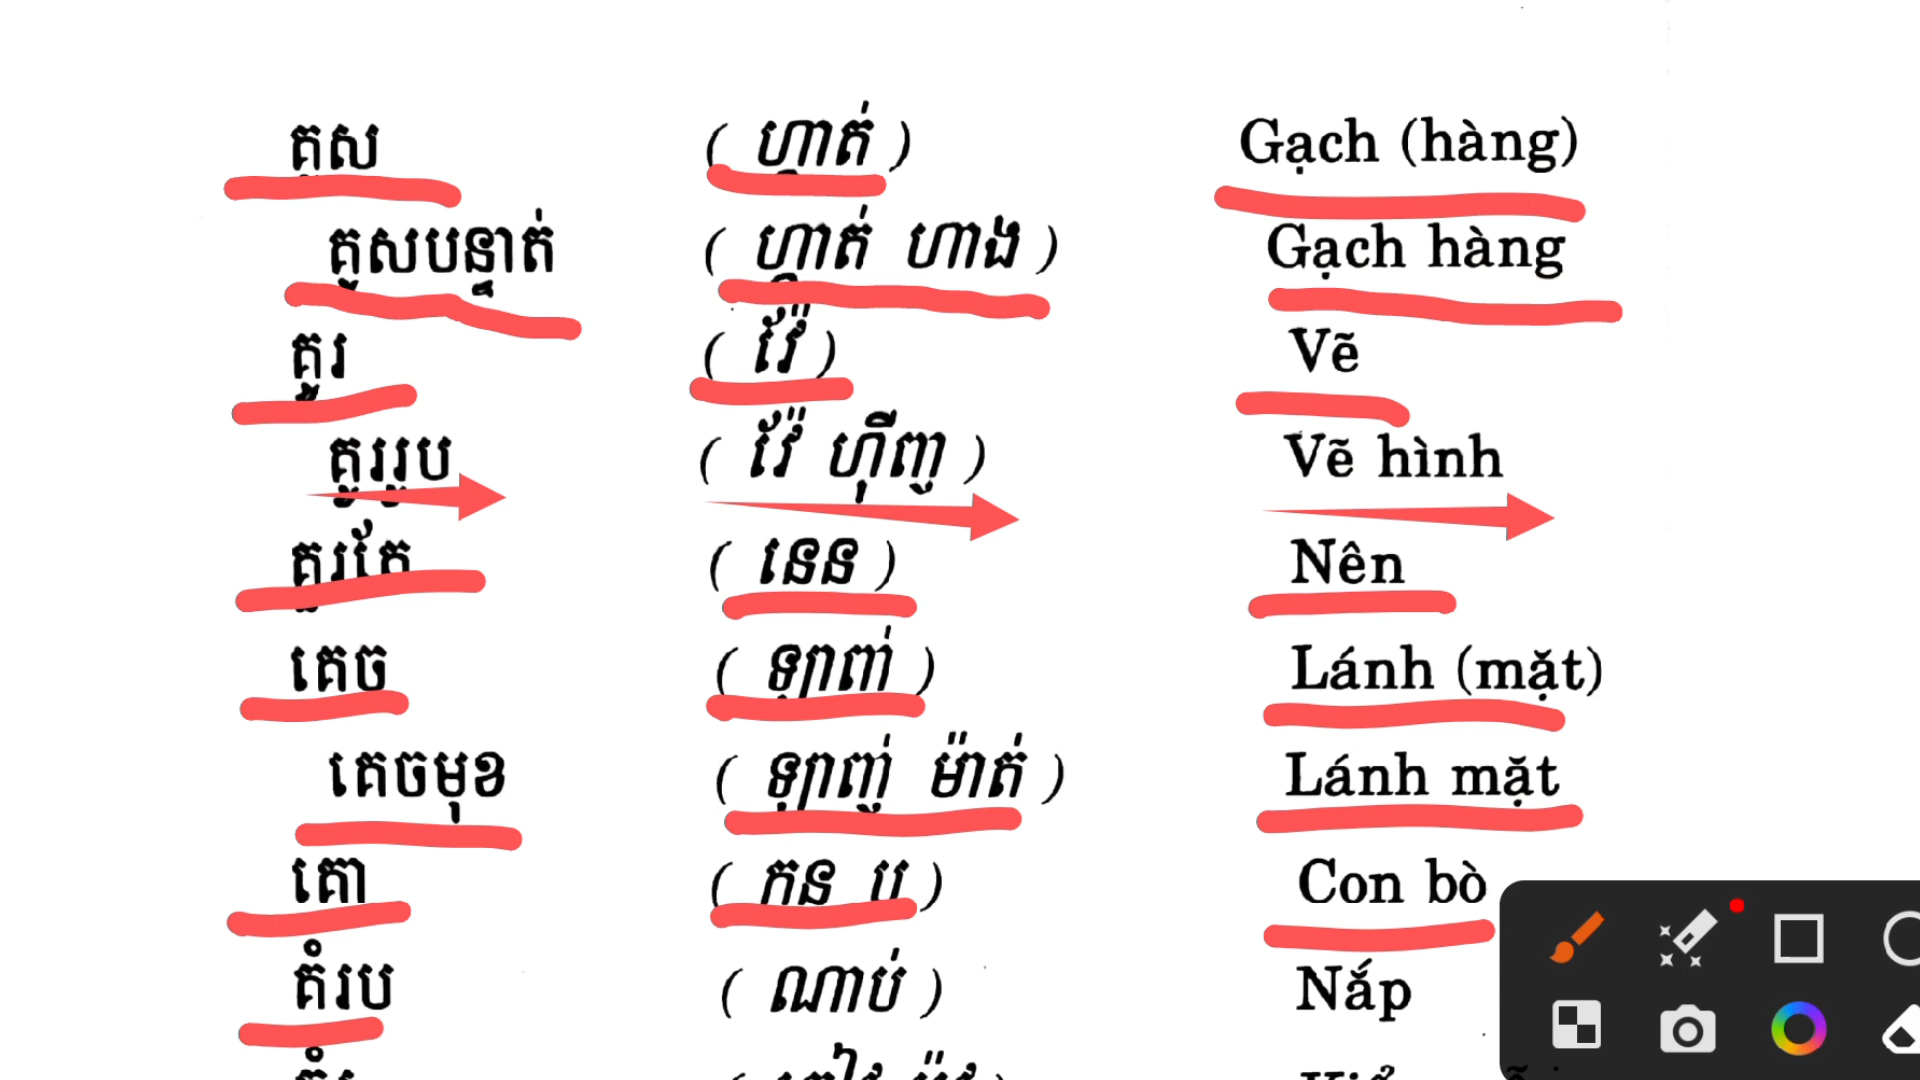 គូស ( ហ្គាត់ ) Gạch (hàng)
គូសបន្ទាត់ ( ហ្គាត់ ហាង ) Gạch hàng
គូរ ( វ៉ែ ) Vẽ
គូររូប ( វ៉ែ ហ៊ីញ ) Vẽ hình
គួរតែ ( នេន ) Nên
គេច ( ឡាញ់ ) Lánh (mặt)
គេចមុខ ( ឡាញ់ ម៉ាត់ ) Lánh mặt
គោ ( កន បូ ) Con bò
គំរប ( ណាប់ ) Nắp